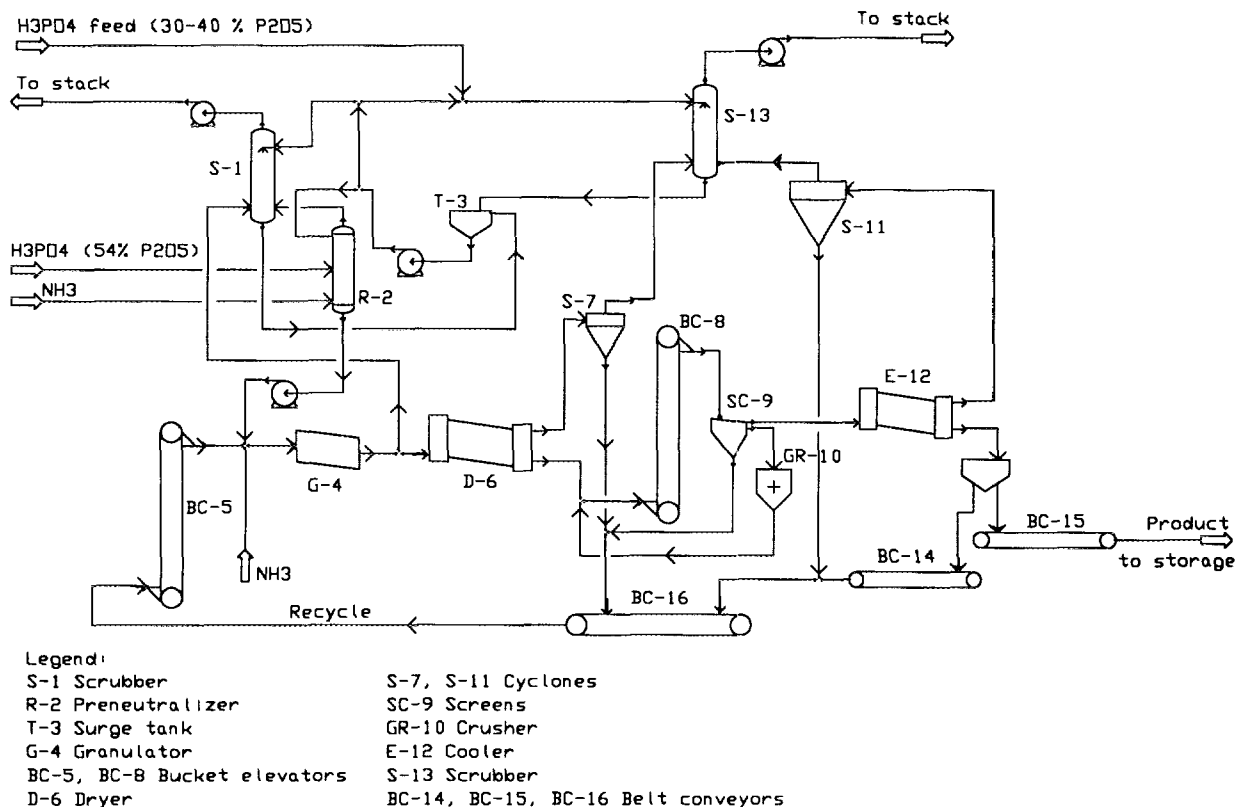 H3PO4 feed (30-40 % P2O5)
To stack
To stack
S-13
S-1
T-3
S-11
H3PO4 (54% P2O5)
NH3
R-2
S-7
BC-8
E-12
SC-9
GR-10
G-4
D-6
BC-5
BC-15
Product
to storage
BC-14
NH3
BC-16
Recycle
Legend:
S-1 Scrubber
R-2 Preneutralizer
T-3 Surge tank
G-4 Granulator
BC-5, BC-8 Bucket elevators
D-6 Dryer
S-7, S-11 Cyclones
SC-9 Screens
GR-10 Crusher
E-12 Cooler
S-13 Scrubber
BC-14, BC-15, BC-16 Belt conveyors